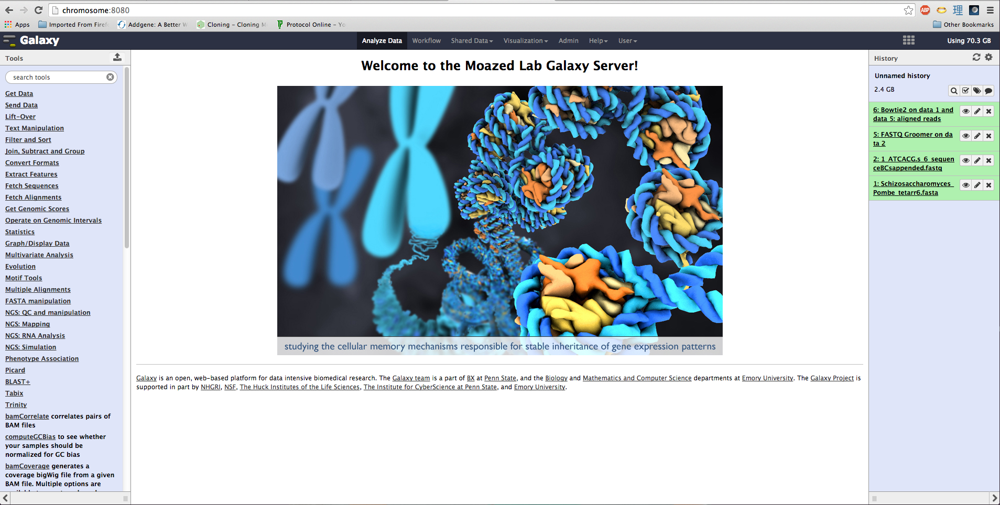 chromosome:8080
ABP
理
Apps
Imported From Firef
Addgene: A Better W
Cloning – Cloning M
Protocol Online – Yo
Other Bookmarks
Galaxy
Analyze Data
Workflow
Shared Data
Visualization
Admin
Help
User
Using 70.3 GB
Tools
search tools
Get Data
Send Data
Lift-Over
Text Manipulation
Filter and Sort
Join, Subtract and Group
Convert Formats
Extract Features
Fetch Sequences
Fetch Alignments
Get Genomic Scores
Operate on Genomic Intervals
Statistics
Graph/Display Data
Multivariate Analysis
Evolution
Motif Tools
Multiple Alignments
FASTA manipulation
NGS: QC and manipulation
NGS: Mapping
NGS: RNA Analysis
NGS: Simulation
Phenotype Association
Picard
BLAST+
Tabix
Trinity
bamCorrelate correlates pairs of
BAM files
computeGCBias to see whether
your samples should be
normalized for GC bias
bamCoverage generates a
coverage bigWig file from a given
BAM file. Multiple options are
Welcome to the Moazed Lab Galaxy Server!
studying the cellular memory mechanisms responsible for stable inheritance of gene expression patterns
Galaxy is an open, web-based platform for data intensive biomedical research. The Galaxy team is a part of BX at Penn State, and the Biology and Mathematics and Computer Science departments at Emory University. The Galaxy Project is
supported in part by NHGRI, NSF, The Huck Institutes of the Life Sciences, The Institute for CyberScience at Penn State, and Emory University.
History
Unnamed history
2.4 GB
6: Bowtie2 on data 1 and
data 5: aligned reads
5: FASTQ Groomer on da
ta 2
2: 1_ATCACG.s_6_sequen
ceBCsappended.fastq
1: Schizosaccharomyces_
Pombe_tetarr6.fasta